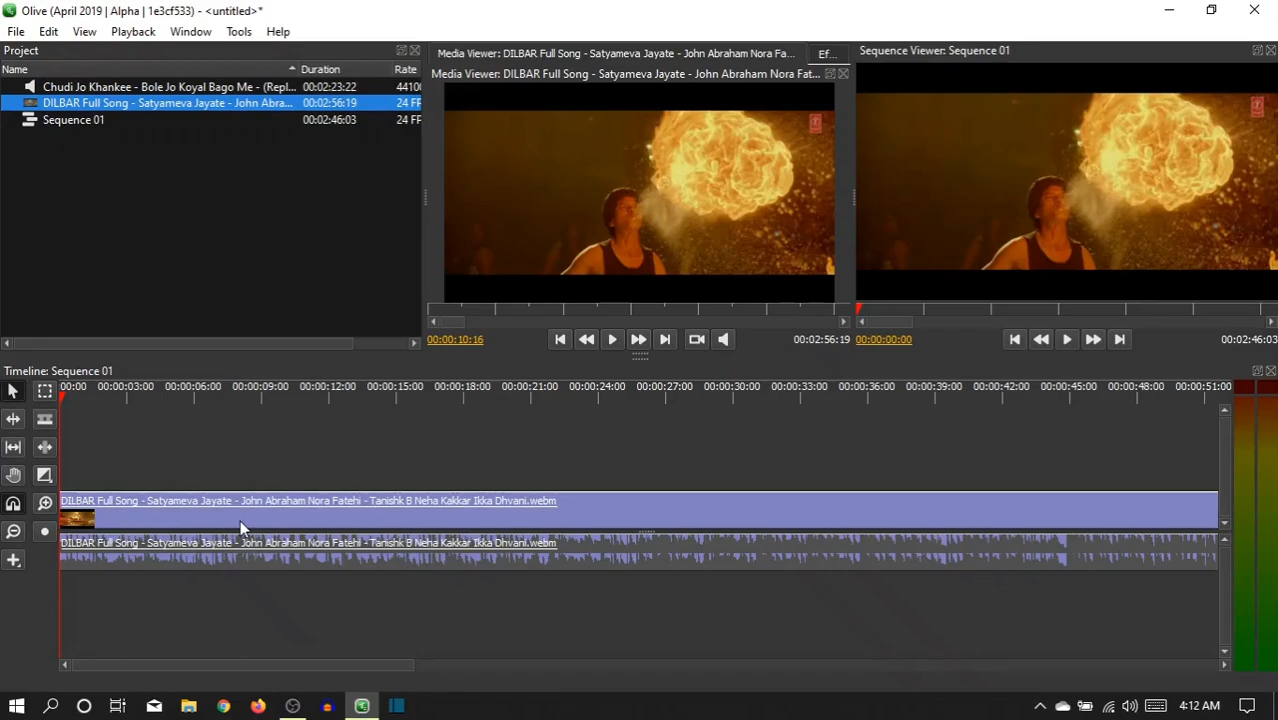 Olive (April 2019 | Alpha | 1e3cf533) - <untitled>*
File Edit View Playback Window Tools Help
Project
Name Duration Rate
Chudi Jo Khankee - Bole Jo Koyal Bago Me - (Repl... 00:02:23:22 44100
DILBAR Full Song - Satyameva Jayate - John Abra... 00:02:56:19 24 FP
Sequence 01 00:02:46:03 24 FP
Media Viewer: DILBAR Full Song - Satyameva Jayate - John Abraham Nora Fa... Ef...
Media Viewer: DILBAR Full Song - Satyameva Jayate - John Abraham Nora Fat...
00:00:10:16 00:02:56:19
Sequence Viewer: Sequence 01
00:00:00:00 00:02:46:03
Timeline: Sequence 01
00:00 00:00:03:00 00:00:06:00 00:00:09:00 00:00:12:00 00:00:15:00 00:00:18:00 00:00:21:00 00:00:24:00 00:00:27:00 00:00:30:00 00:00:33:00 00:00:36:00 00:00:39:00 00:00:42:00 00:00:45:00 00:00:48:00 00:00:51:00
DILBAR Full Song - Satyameva Jayate - John Abraham Nora Fatehi - Tanishk B Neha Kakkar Ikka Dhvani.webm
DILBAR Full Song - Satyameva Jayate - John Abraham Nora Fatehi - Tanishk B Neha Kakkar Ikka Dhvani.webm
4:12 AM